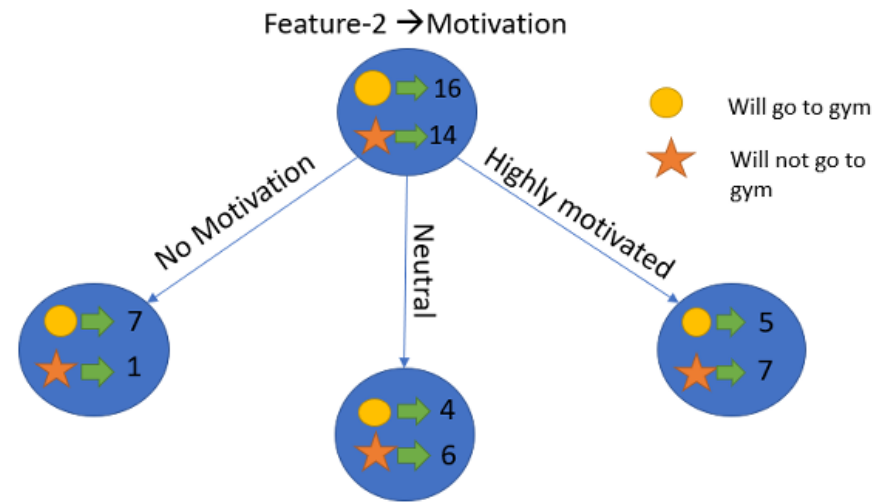 Feature-2 →Motivation
16
14
Will go to gym
Will not go to
gym
No Motivation
Neutral
Highly motivated
7
1
4
6
5
7